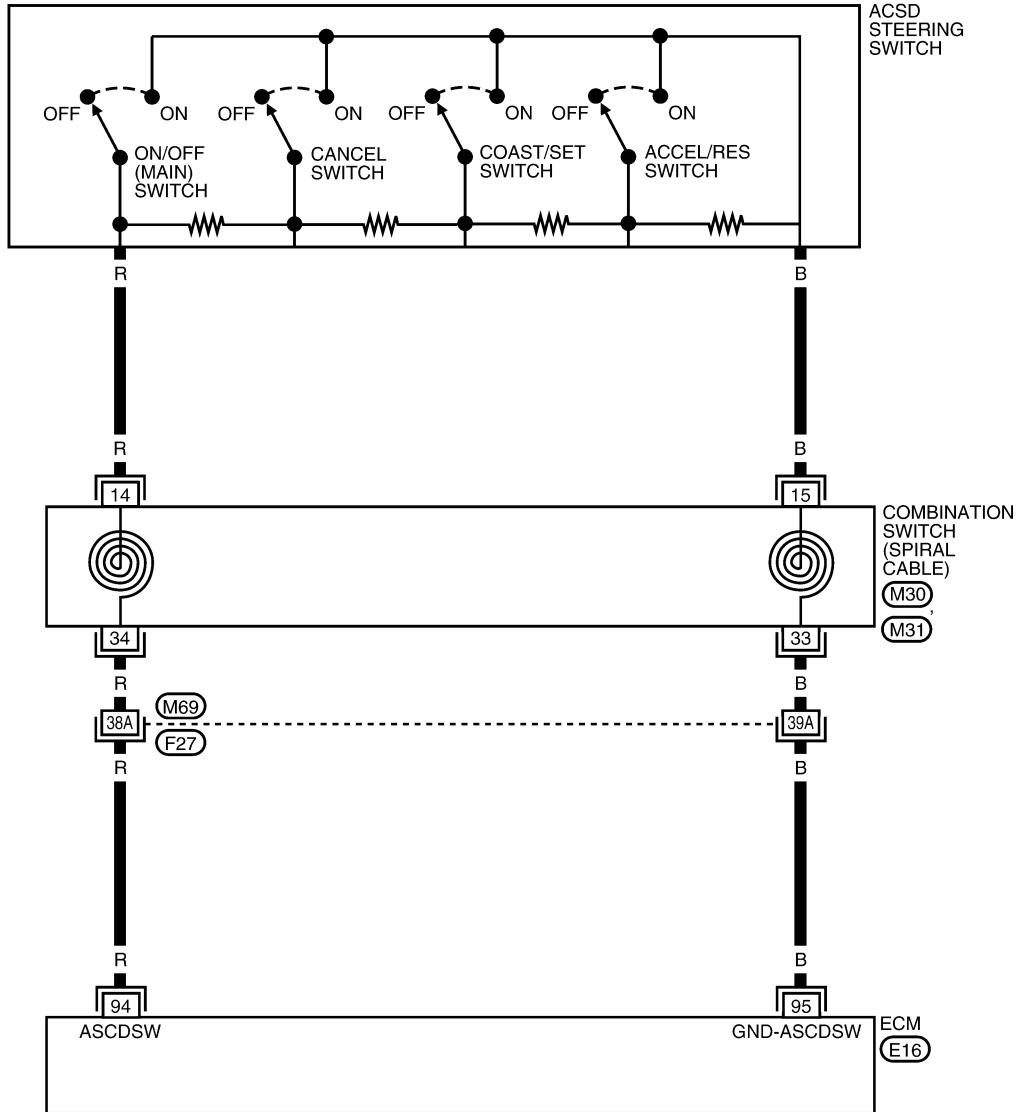 ACSD
STEERING
SWITCH
OFF
ON
OFF
ON
OFF
ON
OFF
ON
ON/OFF
(MAIN)
SWITCH
CANCEL
SWITCH
COAST/SET
SWITCH
ACCEL/RES
SWITCH
R
B
R
B
14
15
COMBINATION
SWITCH
(SPIRAL
CABLE)
M30
,
M31
34
33
R
B
M69
38A
39A
F27
R
B
R
B
94
95
ASCDSW
GND-ASCDSW
ECM
E16